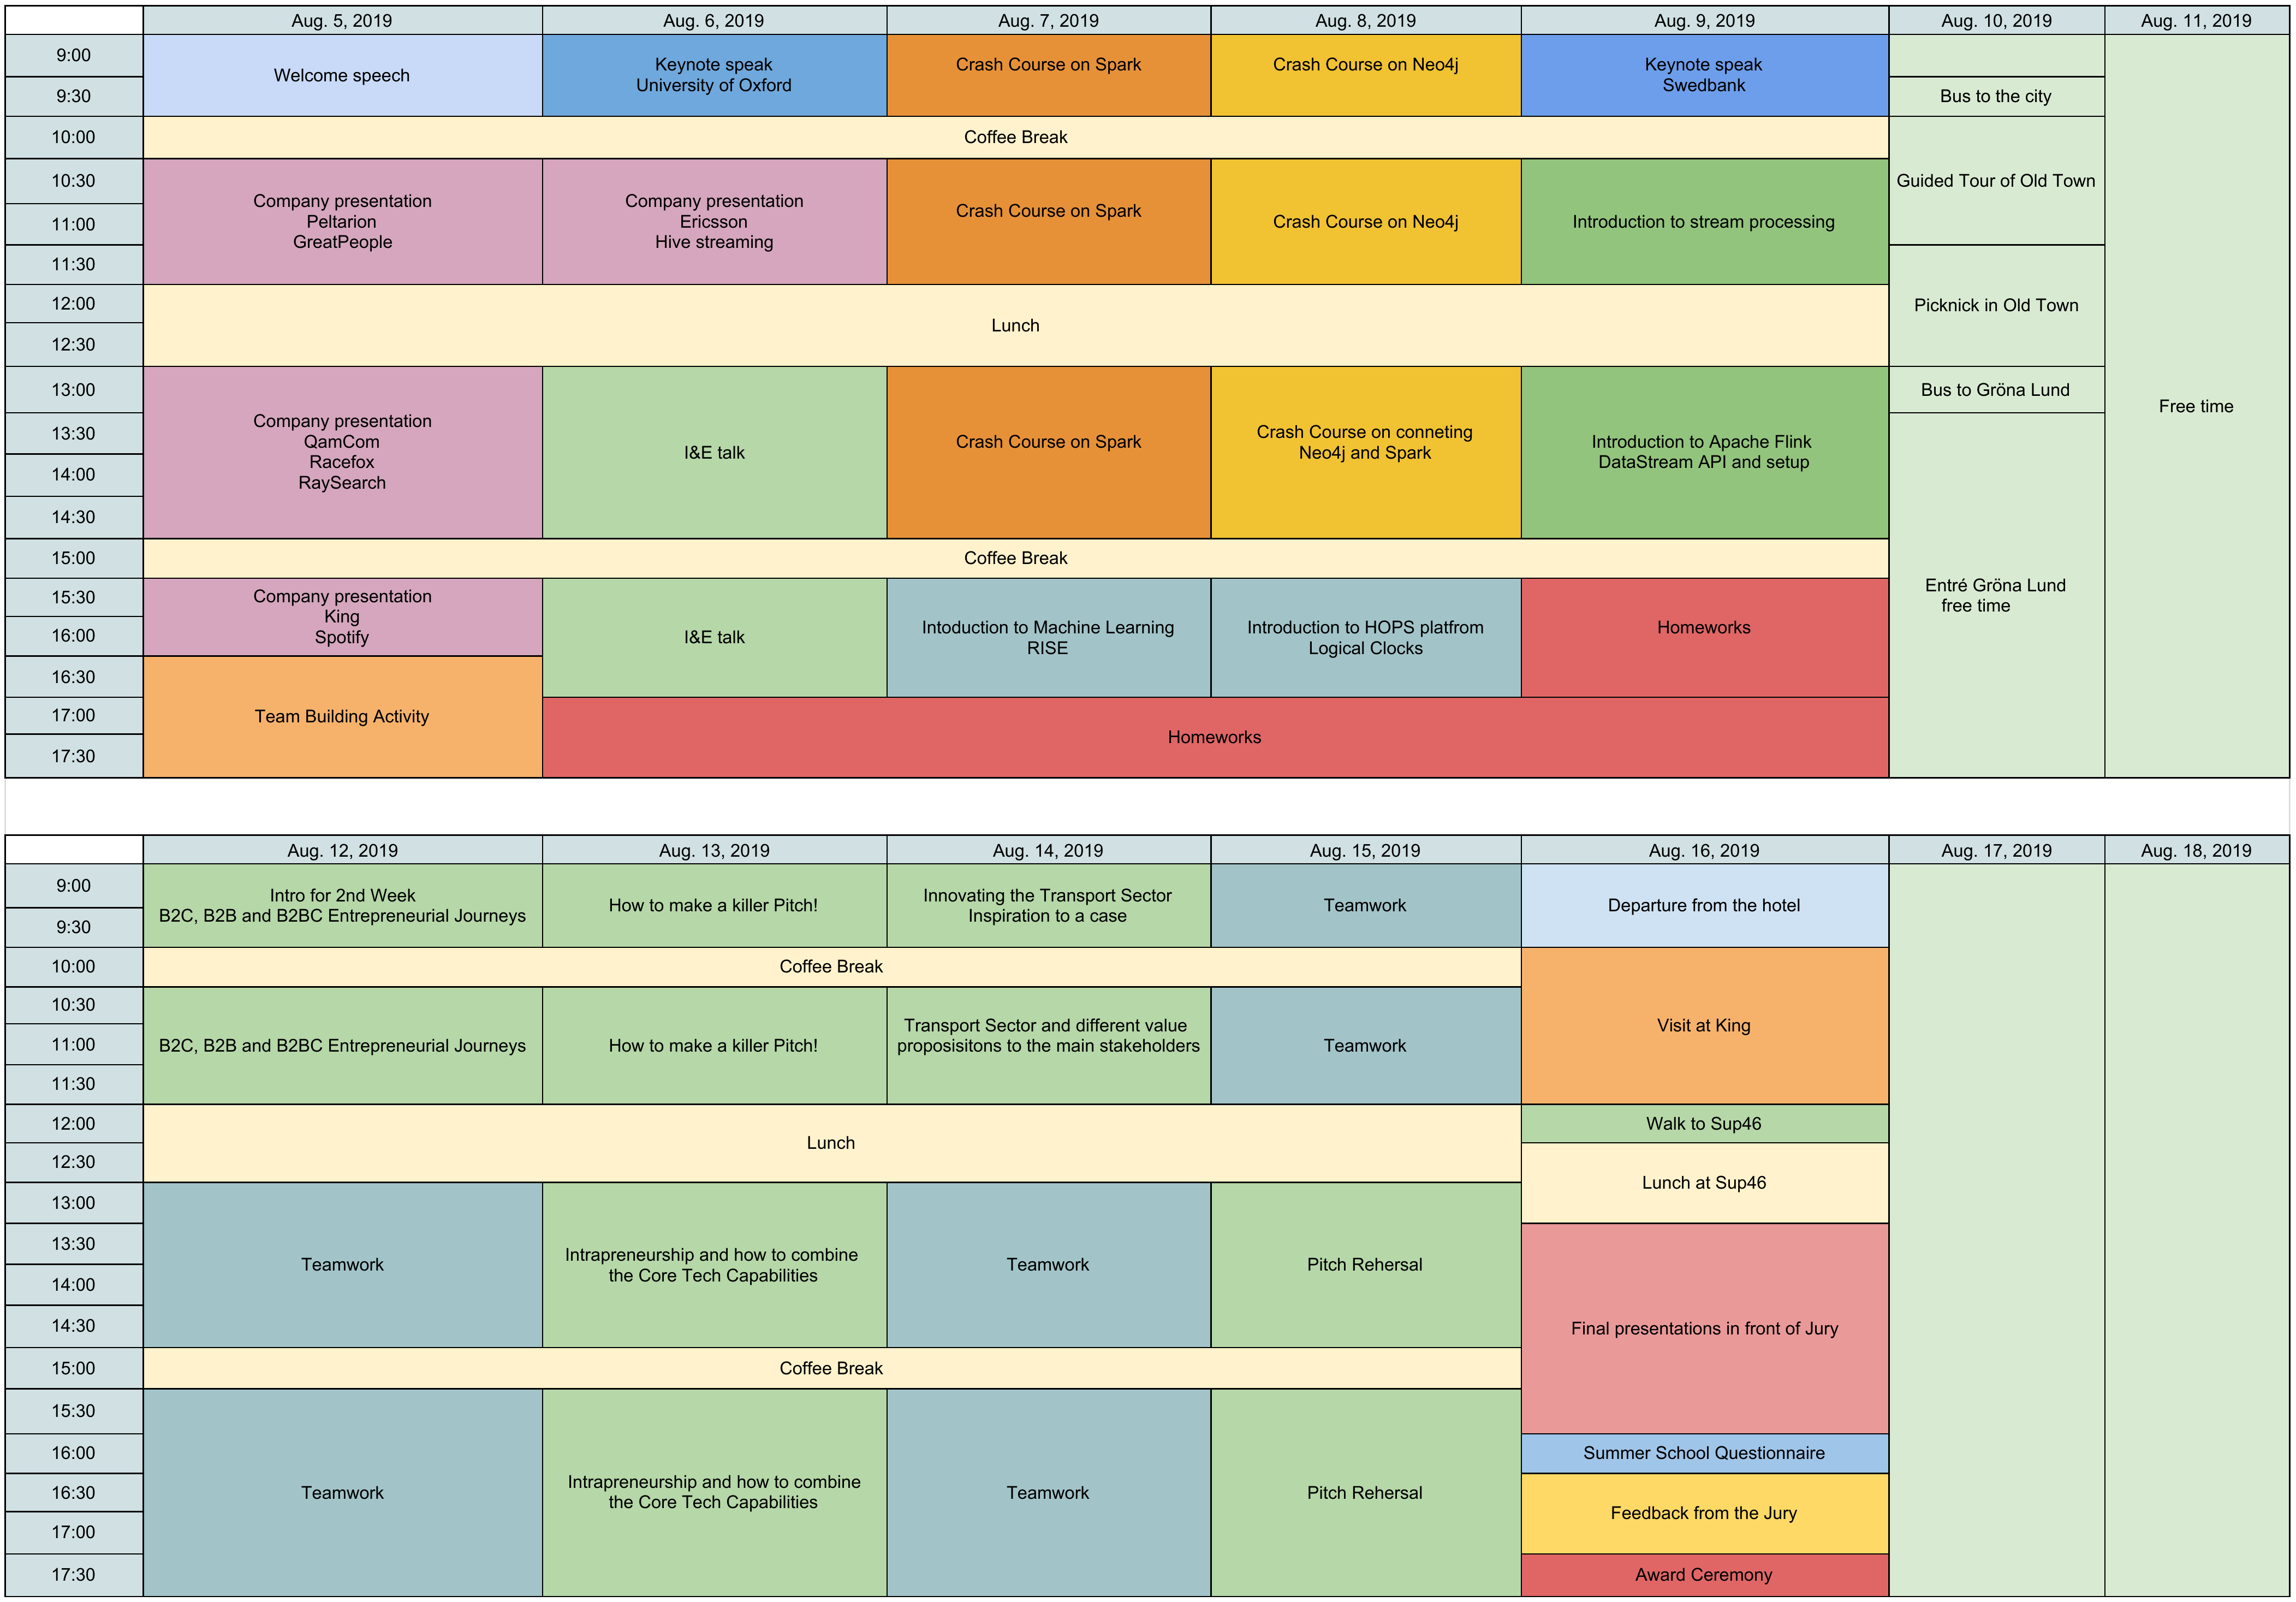 Aug. 5, 2019 Aug. 6, 2019 Aug. 7, 2019 Aug. 8, 2019 Aug. 9, 2019 Aug. 10, 2019 Aug. 11, 2019
9:00
9:30
Welcome speech
Keynote speak
University of Oxford
Crash Course on Spark
Crash Course on Neo4j
Keynote speak
Swedbank
Bus to the city
10:00
Coffee Break
10:30
11:00
11:30
Company presentation
Peltarion
GreatPeople
Company presentation
Ericsson
Hive streaming
Crash Course on Spark
Crash Course on Neo4j
Introduction to stream processing
Guided Tour of Old Town
12:00
12:30
Lunch
Picknick in Old Town
13:00
13:30
14:00
14:30
Company presentation
QamCom
Racefox
RaySearch
I&E talk
Crash Course on Spark
Crash Course on conneting
Neo4j and Spark
Introduction to Apache Flink
DataStream API and setup
Bus to Gröna Lund
Free time
15:00
Coffee Break
15:30
16:00
16:30
17:00
17:30
Company presentation
King
Spotify
Team Building Activity
I&E talk
Intoduction to Machine Learning
RISE
Introduction to HOPS platfrom
Logical Clocks
Homeworks
Homeworks
Entré Gröna Lund
free time
Aug. 12, 2019 Aug. 13, 2019 Aug. 14, 2019 Aug. 15, 2019 Aug. 16, 2019 Aug. 17, 2019 Aug. 18, 2019
9:00
9:30
Intro for 2nd Week
B2C, B2B and B2BC Entrepreneurial Journeys
How to make a killer Pitch!
Innovating the Transport Sector
Inspiration to a case
Teamwork
Departure from the hotel
10:00
Coffee Break
10:30
11:00
11:30
B2C, B2B and B2BC Entrepreneurial Journeys
How to make a killer Pitch!
Transport Sector and different value
proposisitons to the main stakeholders
Teamwork
Visit at King
12:00
12:30
Lunch
Walk to Sup46
Lunch at Sup46
13:00
13:30
14:00
14:30
Teamwork
Intrapreneurship and how to combine
the Core Tech Capabilities
Teamwork
Pitch Rehersal
Final presentations in front of Jury
15:00
Coffee Break
15:30
16:00
16:30
17:00
17:30
Teamwork
Intrapreneurship and how to combine
the Core Tech Capabilities
Teamwork
Pitch Rehersal
Summer School Questionnaire
Feedback from the Jury
Award Ceremony